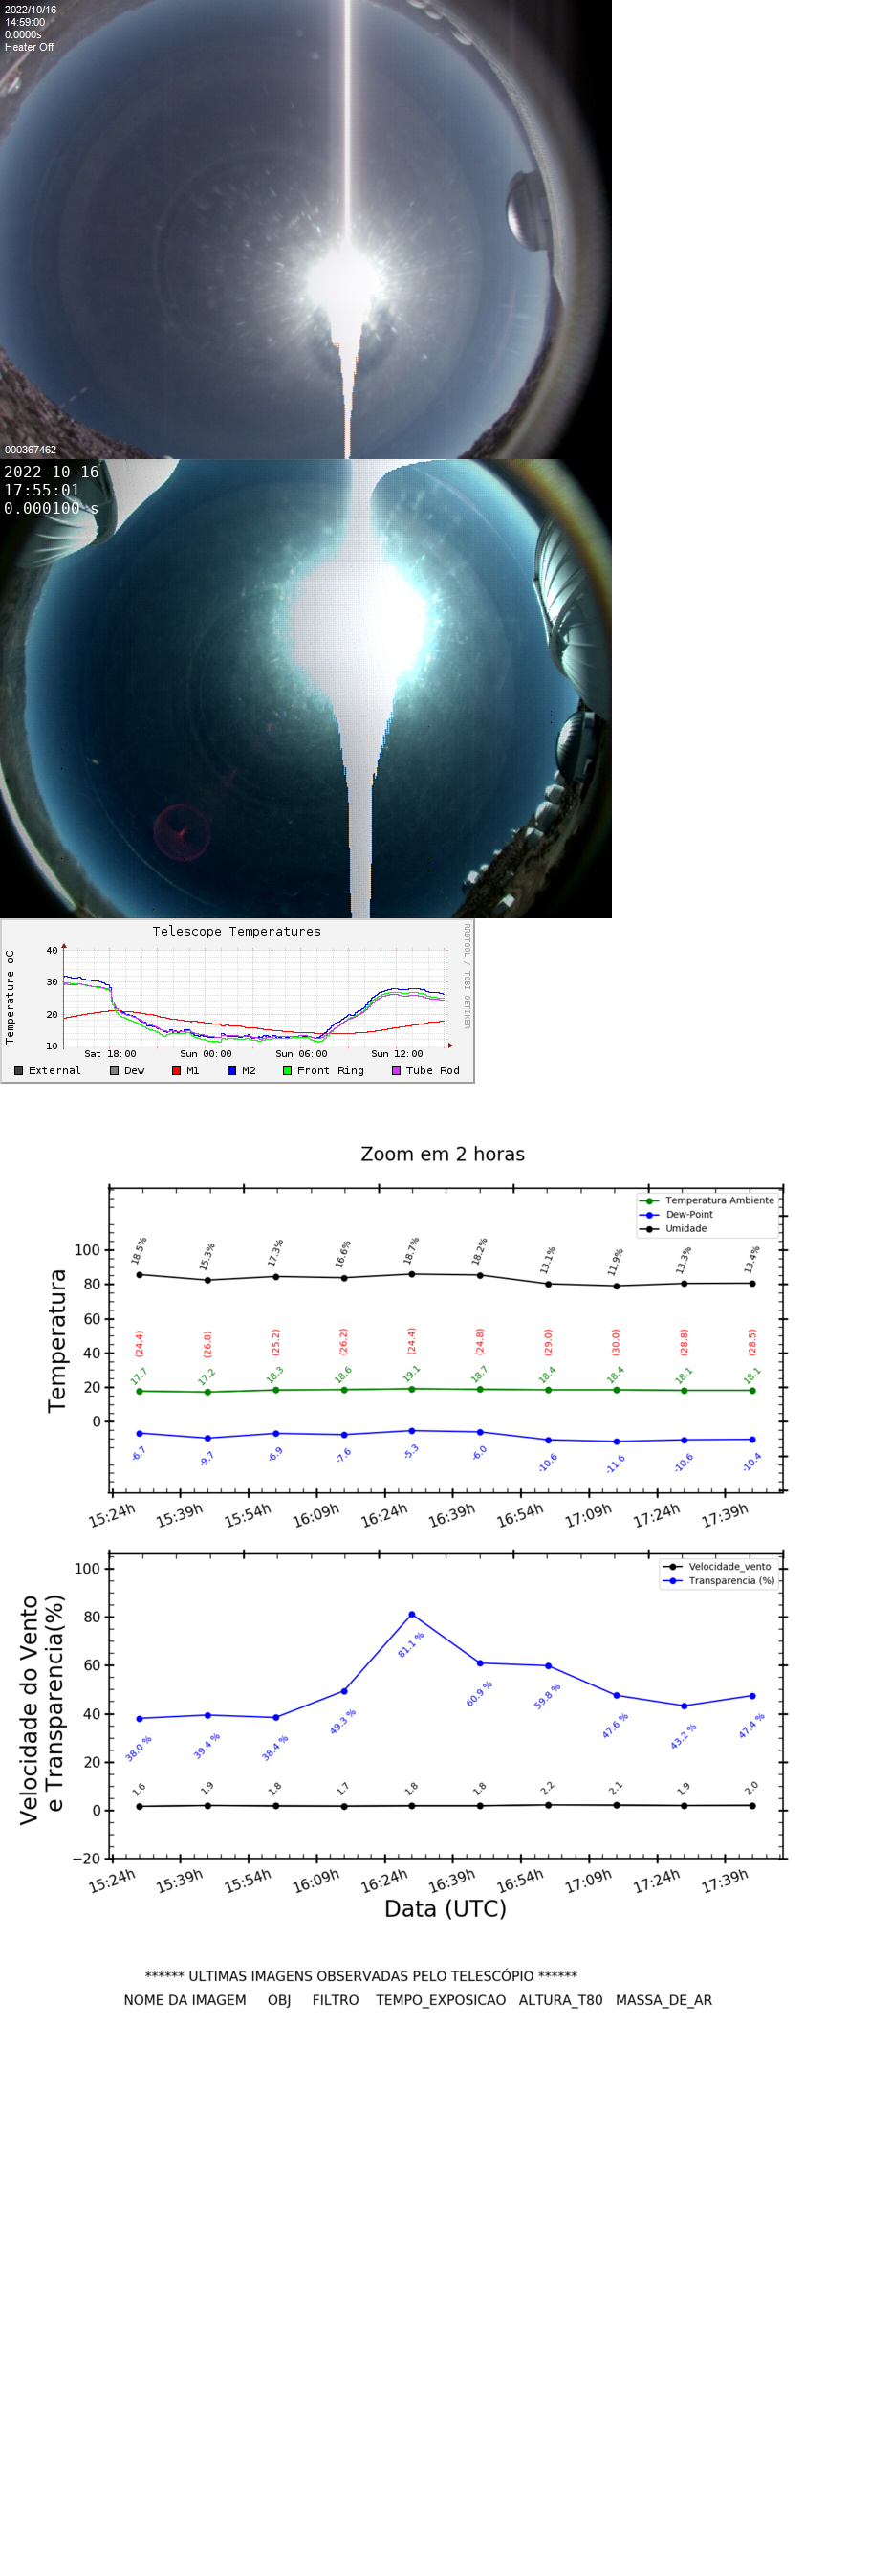 2022/10/16
14:59:00
0.0000s
Heater Off
000367462
2022-10-16
17:55:01
0.000100 s
Telescope Temperatures
RRDTOOL / TOBI OETIKER
Temperature oC
40
30
20
10
Sat 18:00 Sun 00:00 Sun 06:00 Sun 12:00
External Dew M1 M2 Front Ring Tube Rod
Zoom em 2 horas
Temperatura Ambiente
Dew-Point
Umidade
Temperatura
100
80
60
40
20
0
18.5% 15.3% 17.3% 16.6% 18.7% 18.2% 13.1% 11.9% 13.3% 13.4%
(24.4) (26.8) (25.2) (26.2) (24.4) (24.8) (29.0) (30.0) (28.8) (28.5)
17.7 17.2 18.3 18.6 19.1 18.7 18.4 18.4 18.1 18.1
-6.7 -9.7 -6.9 -7.6 -5.3 -6.0 -10.6 -11.6 -10.6 -10.4
15:24h 15:39h 15:54h 16:09h 16:24h 16:39h 16:54h 17:09h 17:24h 17:39h
Velocidade_vento
Transparencia (%)
Velocidade do Vento
e Transparencia(%)
100
80
60
40
20
0
−20
38.0 % 39.4 % 38.4 % 49.3 % 81.1 % 60.9 % 59.8 % 47.6 % 43.2 % 47.4 %
1.6 1.9 1.8 1.7 1.8 1.8 2.2 2.1 1.9 2.0
15:24h 15:39h 15:54h 16:09h 16:24h 16:39h 16:54h 17:09h 17:24h 17:39h
Data (UTC)
****** ULTIMAS IMAGENS OBSERVADAS PELO TELESCÓPIO ******
NOME DA IMAGEM OBJ FILTRO TEMPO_EXPOSICAO ALTURA_T80 MASSA_DE_AR